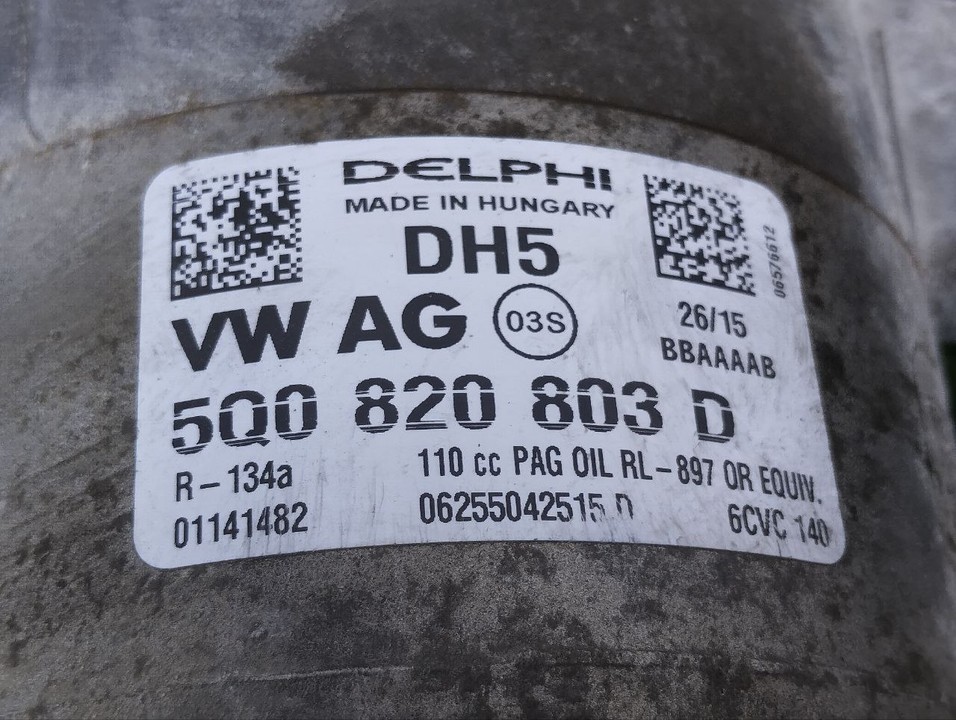 DELPHI
MADE IN HUNGARY
DH5
06576612
VW AG 03S
26/15
BBAAAAB
5Q0 820 803 D
R-134a
110 cc PAG OIL RL-897 OR EQUIV.
01141482
06255042515 D
6CVC 140